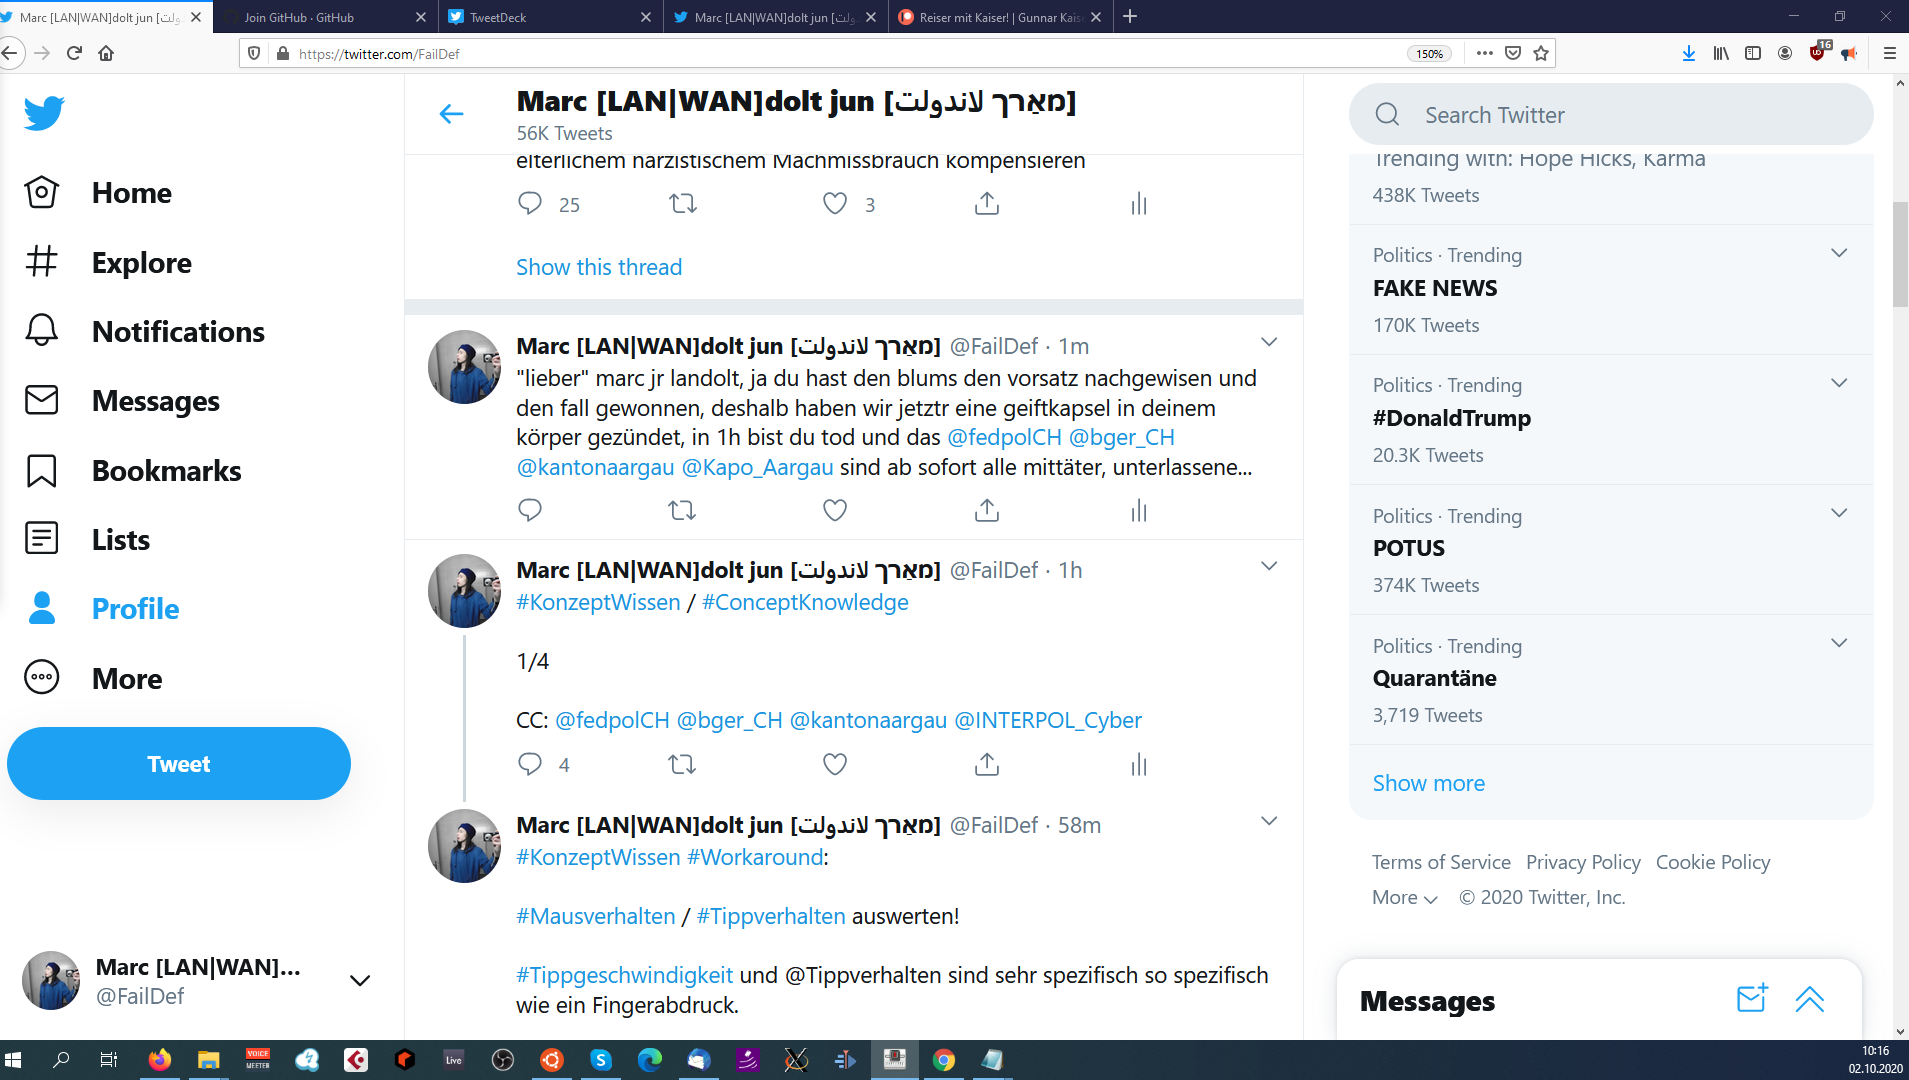 Marc [LAN|WAN]dolt jun [ولت
Join GitHub · GitHub
TweetDeck
Marc [LAN|WAN]dolt jun [ولت
Reiser mit Kaiser! | Gunnar Kais
https://twitter.com/FailDef
150%
16
Marc [LAN|WAN]dolt jun [מאַרך لاندولت]
56K Tweets
elterlichem narzistischem Machmissbrauch kompensieren
25
3
Show this thread
Home
Explore
Notifications
Messages
Bookmarks
Lists
Profile
More
Tweet
Marc [LAN|WAN]...
@FailDef
Marc [LAN|WAN]dolt jun [מאַרך لاندولت] @FailDef · 1m
"lieber" marc jr landolt, ja du hast den blums den vorsatz nachgewisen und
den fall gewonnen, deshalb haben wir jetztr eine geiftkapsel in deinem
körper gezündet, in 1h bist du tod und das @fedpolCH @bger_CH
@kantonaargau @Kapo_Aargau sind ab sofort alle mittäter, unterlassene...
Marc [LAN|WAN]dolt jun [מאַרך لاندولت] @FailDef · 1h
#KonzeptWissen / #ConceptKnowledge
1/4
CC: @fedpolCH @bger_CH @kantonaargau @INTERPOL_Cyber
4
Marc [LAN|WAN]dolt jun [מאַרך لاندولت] @FailDef · 58m
#KonzeptWissen #Workaround:
#Mausverhalten / #Tippverhalten auswerten!
#Tippgeschwindigkeit und @Tippverhalten sind sehr spezifisch so spezifisch
wie ein Fingerabdruck.
Search Twitter
Trending with: Hope Hicks, Karma
438K Tweets
Politics · Trending
FAKE NEWS
170K Tweets
Politics · Trending
#DonaldTrump
20.3K Tweets
Politics · Trending
POTUS
374K Tweets
Politics · Trending
Quarantäne
3,719 Tweets
Show more
Terms of Service Privacy Policy Cookie Policy
More © 2020 Twitter, Inc.
Messages
VOICE
MEETER
Live
10:16
02.10.2020